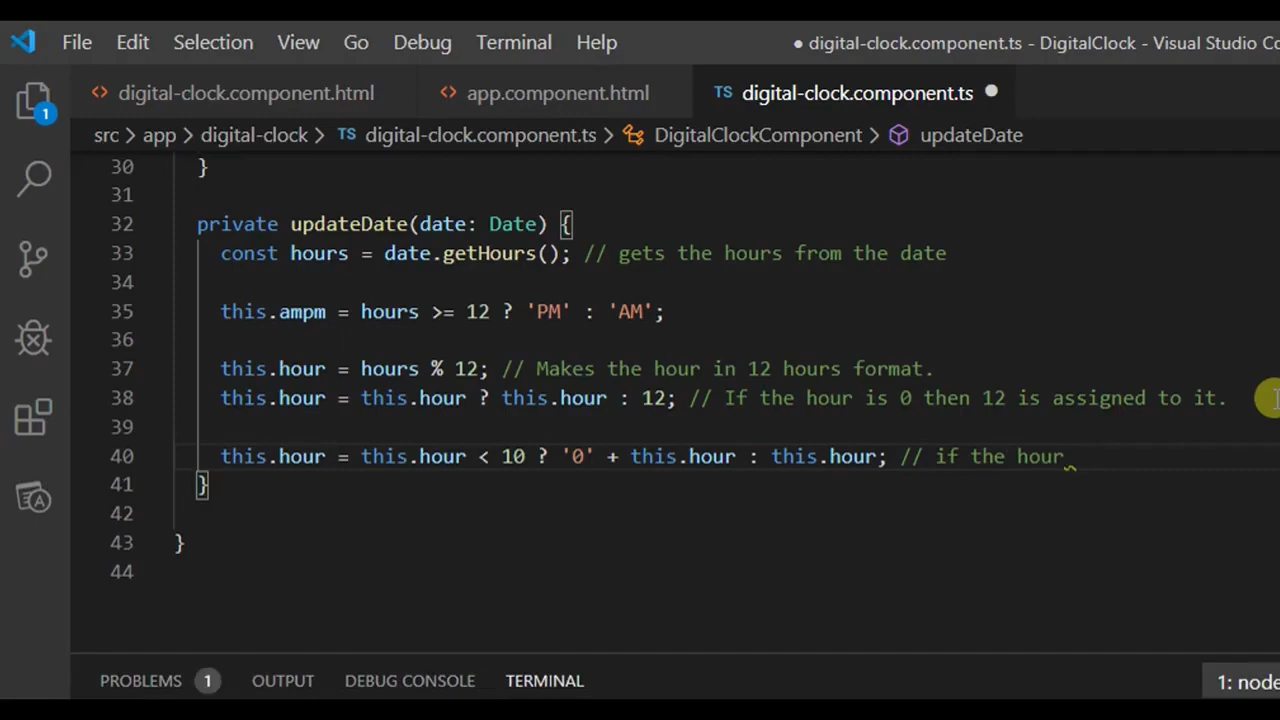 File Edit Selection View Go Debug Terminal Help ● digital-clock.component.ts - DigitalClock - Visual Studio Co
1
<> digital-clock.component.html <> app.component.html TS digital-clock.component.ts ●
src > app > digital-clock > TS digital-clock.component.ts > DigitalClockComponent > updateDate
30 }
31
32 private updateDate(date: Date) {
33 const hours = date.getHours(); // gets the hours from the date
34
35 this.ampm = hours >= 12 ? 'PM' : 'AM';
36
37 this.hour = hours % 12; // Makes the hour in 12 hours format.
38 this.hour = this.hour ? this.hour : 12; // If the hour is 0 then 12 is assigned to it.
39
40 this.hour = this.hour < 10 ? '0' + this.hour : this.hour; // if the hour
41 }
42
43 }
44
PROBLEMS 1 OUTPUT DEBUG CONSOLE TERMINAL 1: node